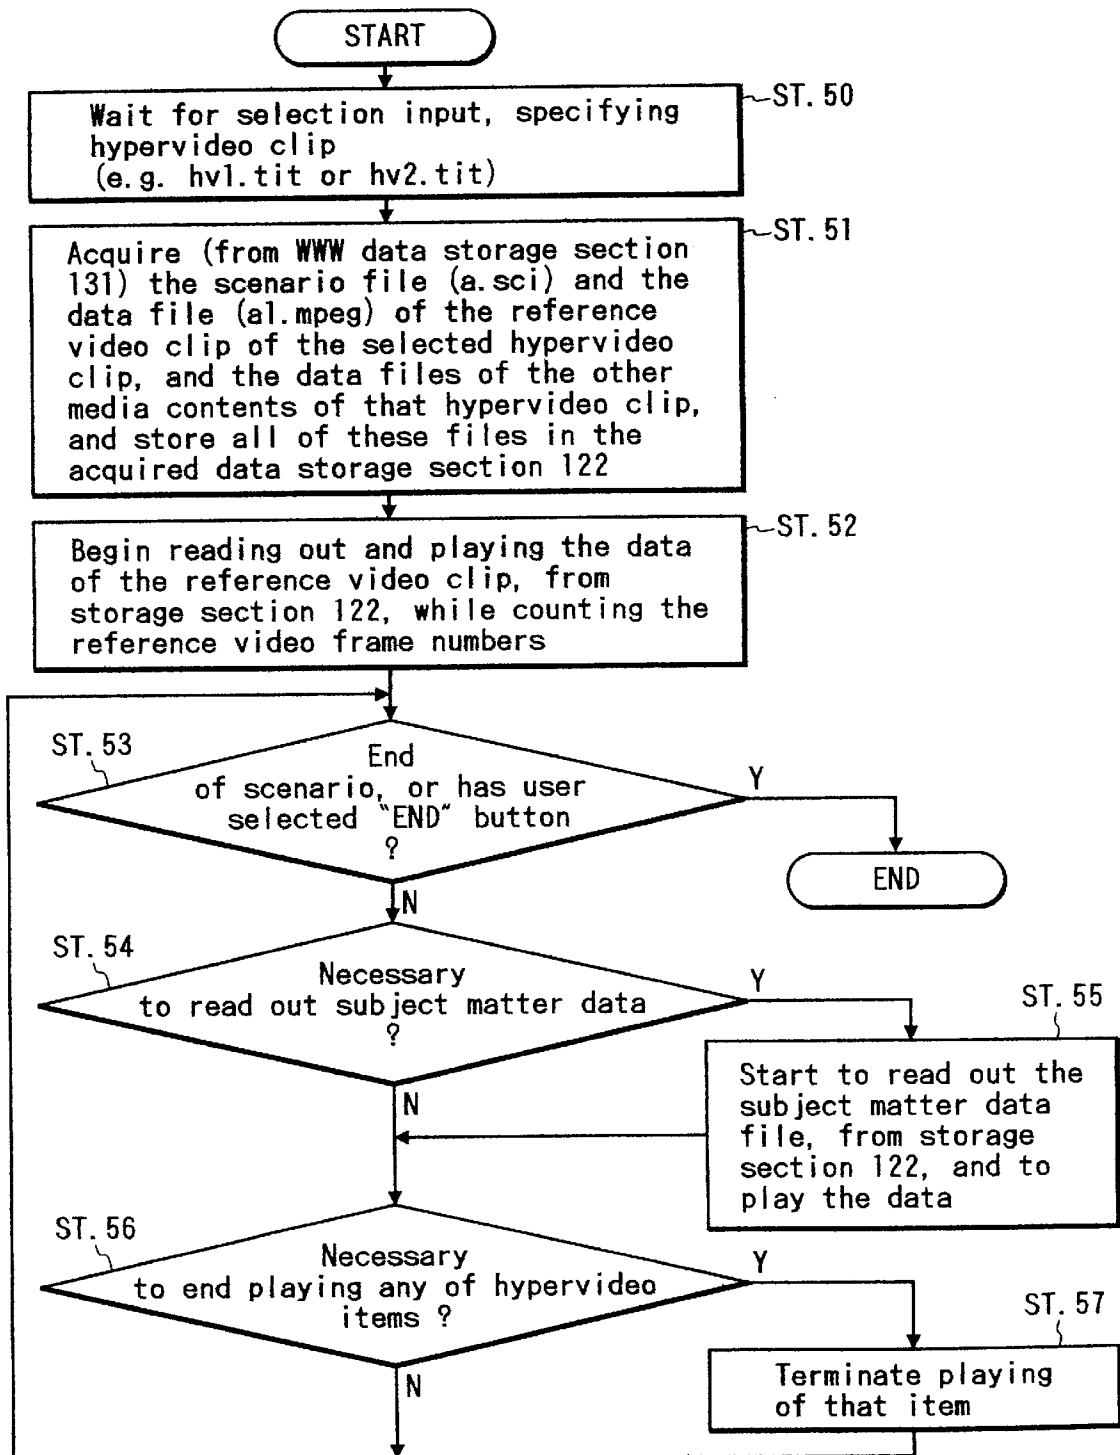 START
ST. 50
Wait for selection input, specifying
hypervideo clip
(e.g. hv1.tit or hv2.tit)
ST. 51
Acquire (from WWW data storage section
131) the scenario file (a.sci) and the
data file (a1.mpeg) of the reference
video clip of the selected hypervideo
clip, and the data files of the other
media contents of that hypervideo clip,
and store all of these files in the
acquired data storage section 122
ST. 52
Begin reading out and playing the data
of the reference video clip, from
storage section 122, while counting the
reference video frame numbers
ST. 53
End
of scenario, or has user
selected "END" button
?
Y
END
N
ST. 54
Necessary
to read out subject matter data
?
Y
N
ST. 55
Start to read out the
subject matter data
file, from storage
section 122, and to
play the data
ST. 56
Necessary
to end playing any of hypervideo
items ?
Y
N
ST. 57
Terminate playing
of that item